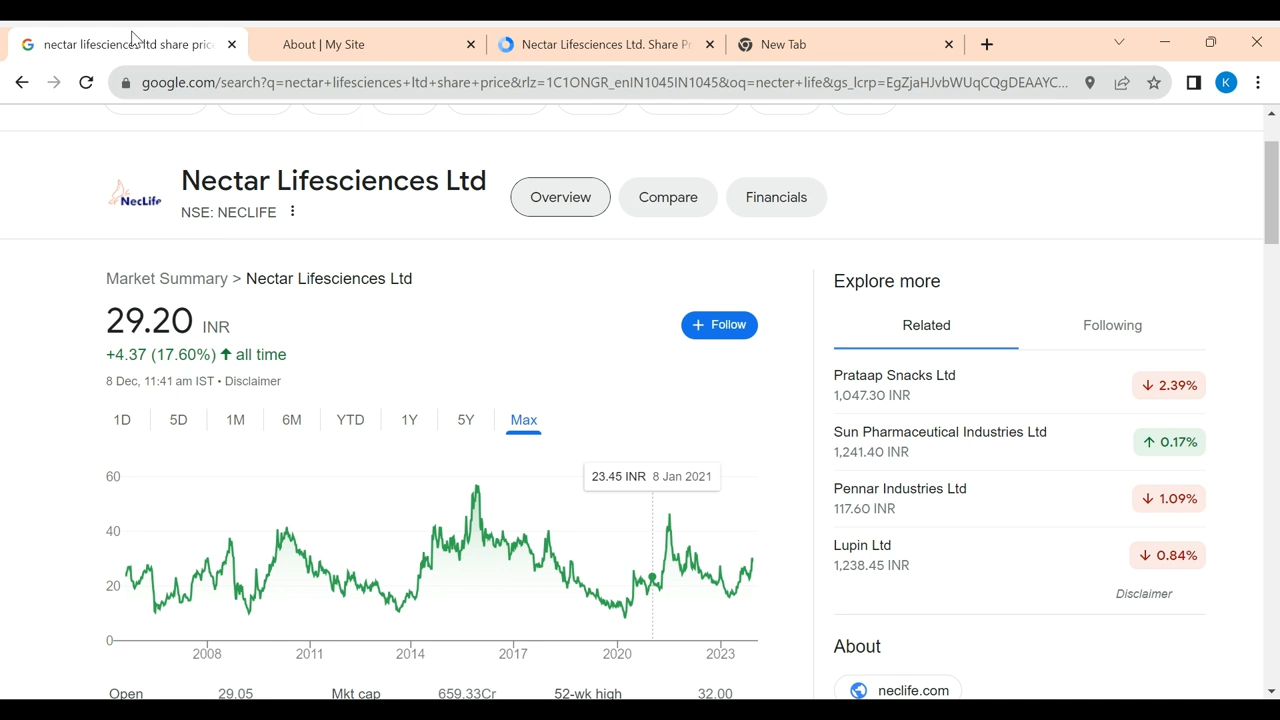 nectar lifesciences ltd share price
About | My Site
Nectar Lifesciences Ltd. Share Pr
New Tab
google.com/search?q=nectar+lifesciences+ltd+share+price&rlz=1C1ONGR_enIN1045IN1045&oq=necter+life&gs_lcrp=EgZjaHJvbWUqCQgDEAAYC...
K
NecLife
Nectar Lifesciences Ltd
NSE: NECLIFE
Overview
Compare
Financials
Market Summary > Nectar Lifesciences Ltd
29.20 INR
+ Follow
+4.37 (17.60%) ↑ all time
8 Dec, 11:41 am IST • Disclaimer
1D 5D 1M 6M YTD 1Y 5Y Max
60
40
20
0
23.45 INR 8 Jan 2021
2008 2011 2014 2017 2020 2023
Open 29.05 Mkt cap 659.33Cr 52-wk high 32.00
Explore more
Related Following
Prataap Snacks Ltd
1,047.30 INR
↓ 2.39%
Sun Pharmaceutical Industries Ltd
1,241.40 INR
↑ 0.17%
Pennar Industries Ltd
117.60 INR
↓ 1.09%
Lupin Ltd
1,238.45 INR
↓ 0.84%
Disclaimer
About
neclife.com